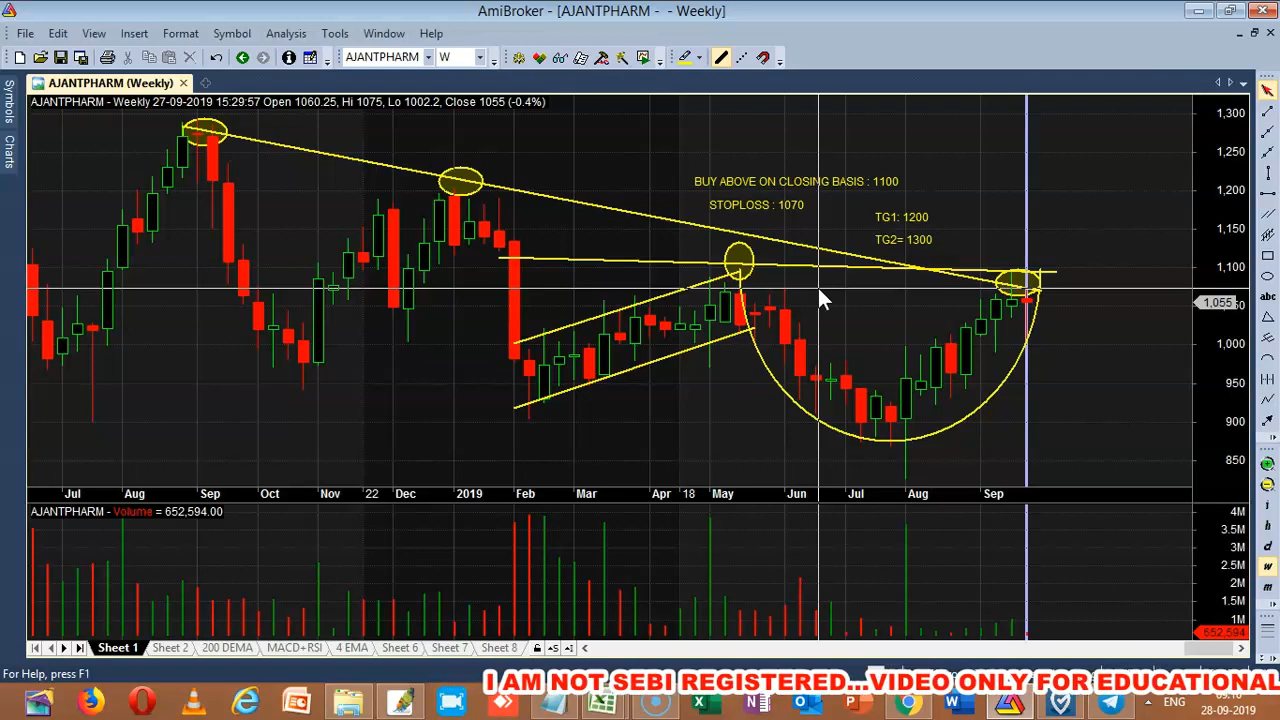 AmiBroker - [AJANTPHARM - - Weekly]
File Edit View Insert Format Symbol Analysis Tools Window Help
AJANTPHARM W
AJANTPHARM (Weekly)
Symbols
Charts
AJANTPHARM - Weekly 27-09-2019 15:29:57 Open 1060.25, Hi 1075, Lo 1002.2, Close 1055 (-0.4%)
BUY ABOVE ON CLOSING BASIS : 1100
STOPLOSS : 1070
TG1: 1200
TG2= 1300
1,300
1,200
1,150
1,100
1,055
1,000
950
900
850
Jul Aug Sep Oct Nov 22 Dec 2019 Feb Mar Apr 18 May Jun Jul Aug Sep
AJANTPHARM - Volume = 652,594.00
4M
3.5M
3M
2.5M
2M
1.5M
1M
652,594
abc
i
h
d
w
m
Sheet 1 Sheet 2 200 DEMA MACD+RSI 4 EMA Sheet 6 Sheet 7 Sheet 8
For Help, press F1
I AM NOT SEBI REGISTERED...VIDEO ONLY FOR EDUCATIONAL
ENG
28-09-2019